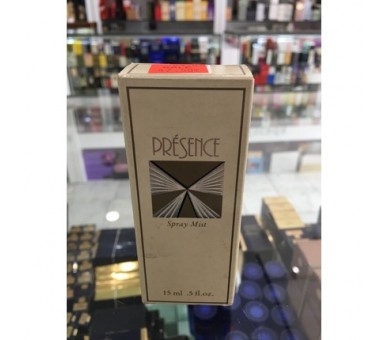 PRÉSENCE
Spray-Mist
15 ml .5 fl.oz.